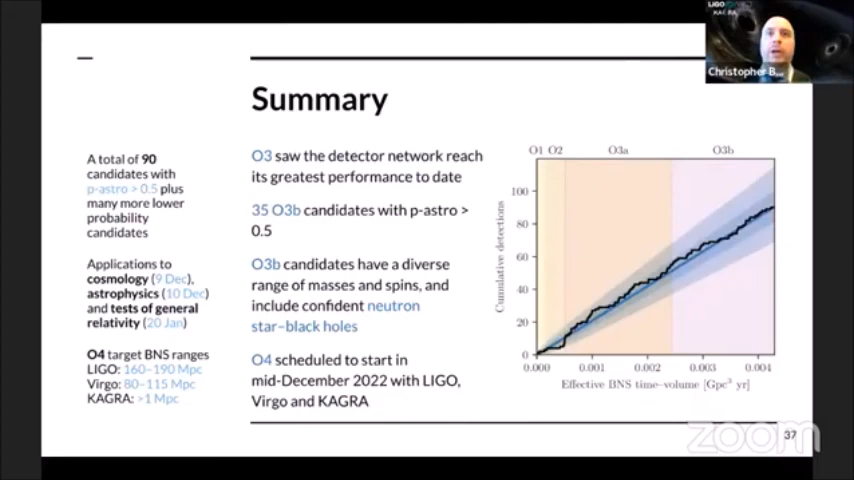 LIGO
KAGRA
Christopher B...
Summary
A total of 90
candidates with
p-astro > 0.5 plus
many more lower
probability
candidates
Applications to
cosmology (9 Dec),
astrophysics (10 Dec)
and tests of general
relativity (20 Jan)
O4 target BNS ranges
LIGO: 160–190 Mpc
Virgo: 80–115 Mpc
KAGRA: >1 Mpc
O3 saw the detector network reach
its greatest performance to date
35 O3b candidates with p-astro >
0.5
O3b candidates have a diverse
range of masses and spins, and
include confident neutron
star–black holes
O4 scheduled to start in
mid-December 2022 with LIGO,
Virgo and KAGRA
O1 O2 O3a O3b
Cumulative detections
100
80
60
40
20
0
0.000 0.001 0.002 0.003 0.004
Effective BNS time–volume [Gpc³ yr]
zoom
37